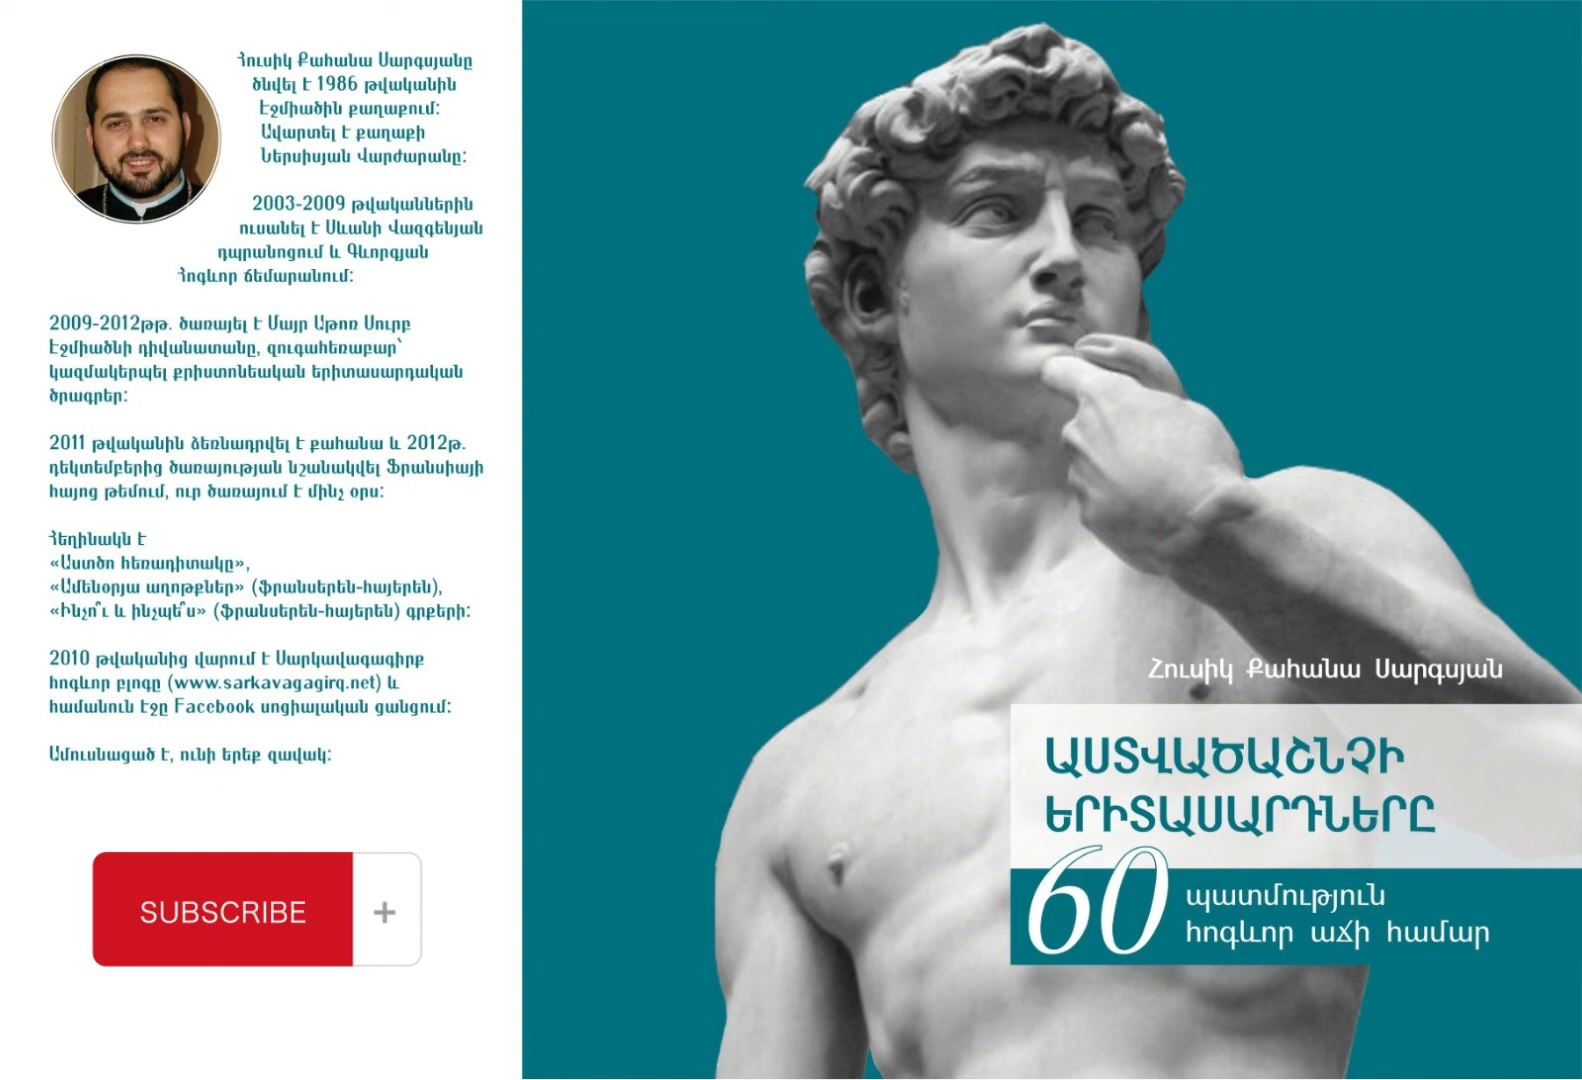 Հուսիկ Քահանա Սարգսյանը
ծնվել է 1986 թվականին
Էջմիածին քաղաքում:
Ավարտել է քաղաքի
Ներսիսյան Վարժարանը:
2003-2009 թվականներին
ուսանել է Սևանի Վազգենյան
դպրանոցում և Գևորգյան
Հոգևոր ճեմարանում:
2009-2012թթ. ծառայել է Մայր Աթոռ Սուրբ
Էջմիածնի դիվանատանը, զուգահեռաբար՝
կազմակերպել քրիստոնեական երիտասարդական
ծրագրեր:
2011 թվականին ձեռնադրվել է քահանա և 2012թ.
դեկտեմբերից ծառայության նշանակվել Ֆրանսիայի
հայոց թեմում, ուր ծառայում է մինչ օրս:
Հեղինակն է
«Աստծո հեռադիտակը»,
«Ամենօրյա աղոթքներ» (ֆրանսերեն-հայերեն),
«Ինչո՞ւ և ինչպե՞ս» (ֆրանսերեն-հայերեն) գրքերի:
2010 թվականից վարում է Սարկավագագիրք
հոգևոր բլոգը (www.sarkavagagirq.net) և
համանուն էջը Facebook սոցիալական ցանցում:
Ամուսնացած է, ունի երեք զավակ:
SUBSCRIBE +
Հուսիկ Քահանա Սարգսյան
ԱՍՏՎԱԾԱՇՆՉԻ
ԵՐԻՏԱՍԱՐԴՆԵՐԸ
60 պատմություն
հոգևոր աճի համար